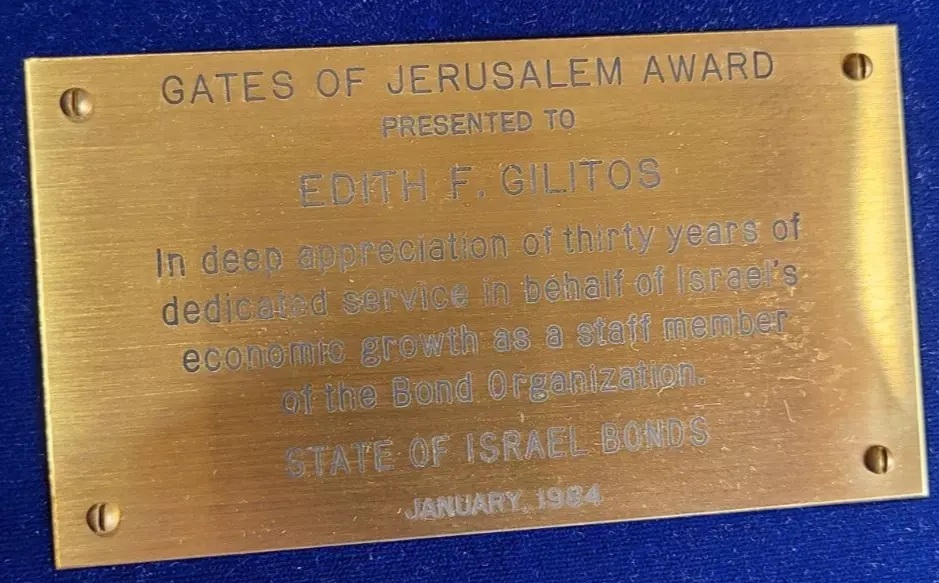 GATES OF JERUSALEM AWARD
PRESENTED TO
EDITH F. GILITOS
In deep appreciation of thirty years of
dedicated service in behalf of Israel's
economic growth as a staff member
of the Bond Organization.
STATE OF ISRAEL BONDS
JANUARY, 1984